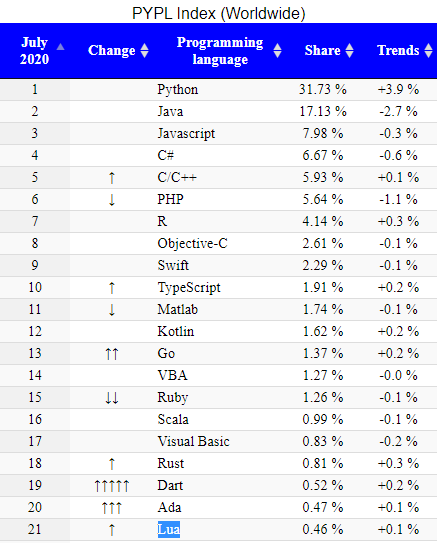 PYPL Index (Worldwide)
July 2020 Change Programming language Share Trends
1 Python 31.73 % +3.9 %
2 Java 17.13 % -2.7 %
3 Javascript 7.98 % -0.3 %
4 C# 6.67 % -0.6 %
5 ↑ C/C++ 5.93 % +0.1 %
6 ↓ PHP 5.64 % -1.1 %
7 R 4.14 % +0.3 %
8 Objective-C 2.61 % -0.1 %
9 Swift 2.29 % -0.1 %
10 ↑ TypeScript 1.91 % +0.2 %
11 ↓ Matlab 1.74 % -0.1 %
12 Kotlin 1.62 % +0.2 %
13 ↑↑ Go 1.37 % +0.2 %
14 VBA 1.27 % -0.0 %
15 ↓↓ Ruby 1.26 % -0.1 %
16 Scala 0.99 % -0.1 %
17 Visual Basic 0.83 % -0.2 %
18 ↑ Rust 0.81 % +0.3 %
19 ↑↑↑↑↑ Dart 0.52 % +0.2 %
20 ↑↑↑ Ada 0.47 % +0.1 %
21 ↑ Lua 0.46 % +0.1 %